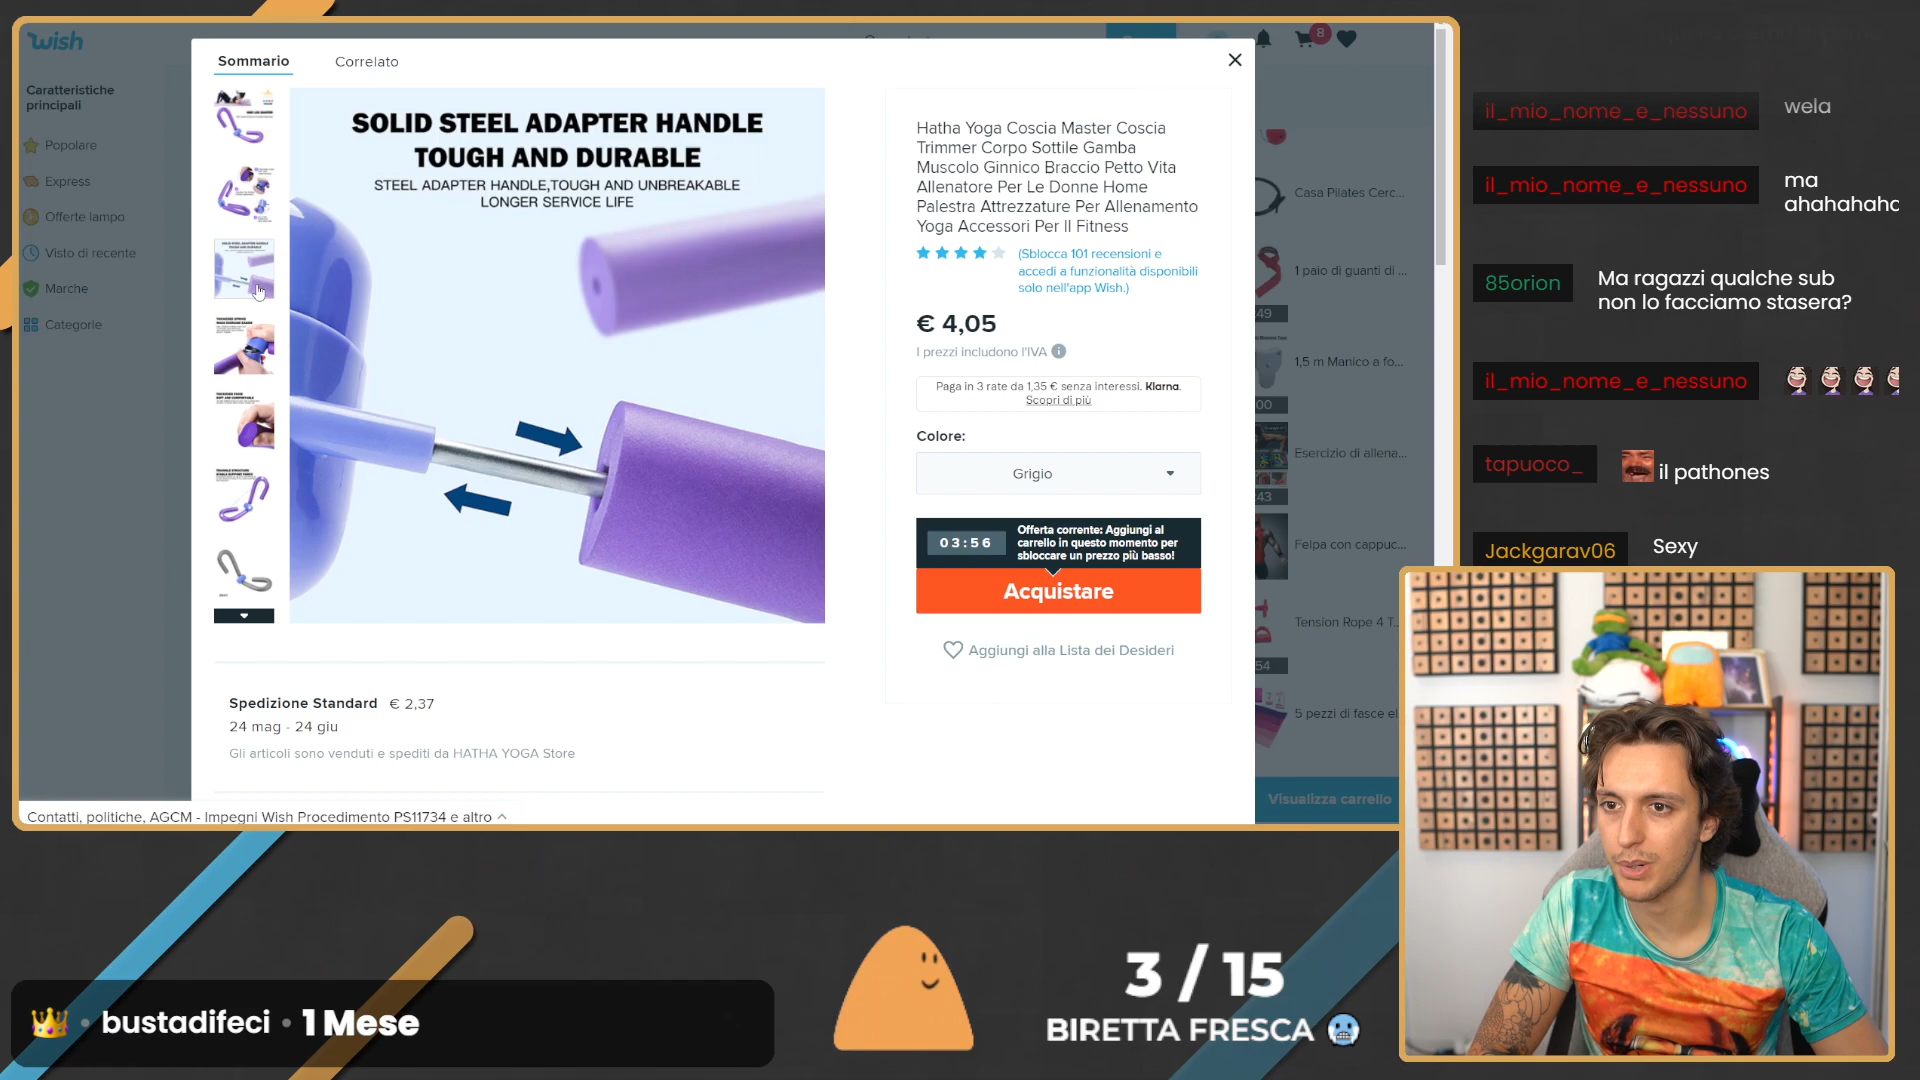 wish
8
Caratteristiche
principali
Popolare
Express
Offerte lampo
Visto di recente
Marche
Categorie
Sommario
Correlato
SOLID STEEL ADAPTER HANDLE
TOUGH AND DURABLE
STEEL ADAPTER HANDLE,TOUGH AND UNBREAKABLE
LONGER SERVICE LIFE
Hatha Yoga Coscia Master Coscia
Trimmer Corpo Sottile Gamba
Muscolo Ginnico Braccio Petto Vita
Allenatore Per Le Donne Home
Palestra Attrezzature Per Allenamento
Yoga Accessori Per Il Fitness
(Sblocca 101 recensioni e
accedi a funzionalità disponibili
solo nell'app Wish.)
€ 4,05
I prezzi includono l'IVA
Paga in 3 rate da 1,35 € senza interessi. Klarna.
Scopri di più
Colore:
Grigio
03:56
Offerta corrente: Aggiungi al
carrello in questo momento per
sbloccare un prezzo più basso!
Acquistare
Aggiungi alla Lista dei Desideri
Spedizione Standard € 2,37
24 mag - 24 giu
Gli articoli sono venduti e spediti da HATHA YOGA Store
Contatti, politiche, AGCM - Impegni Wish Procedimento PS11734 e altro
Casa Pilates Cerc...
1 paio di guanti di ...
49
1,5 m Manico a fo...
00
Esercizio di allena...
43
Felpa con cappuc...
Tension Rope 4 T...
54
5 pezzi di fasce el
Visualizza carrello
il_mio_nome_e_nessuno wela
il_mio_nome_e_nessuno ma
ahahahahc
85orion Ma ragazzi qualche sub
non lo facciamo stasera?
il_mio_nome_e_nessuno
tapuoco_ il pathones
Jackgarav06 Sexy
bustadifeci • 1 Mese
3 / 15
BIRETTA FRESCA